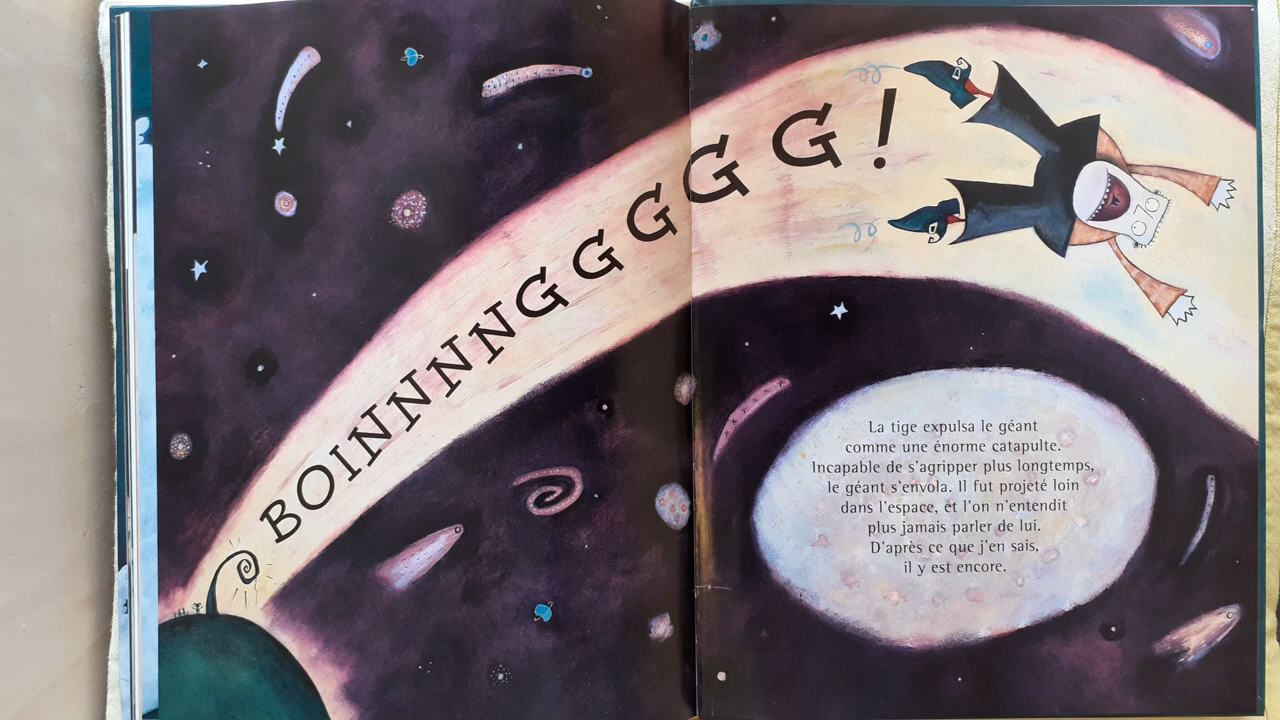 BOINNNNGGGGG!
La tige expulsa le géant
comme une énorme catapulte.
Incapable de s'agripper plus longtemps,
le géant s'envola. Il fut projeté loin
dans l'espace, et l'on n'entendit
plus jamais parler de lui.
D'après ce que j'en sais,
il y est encore.